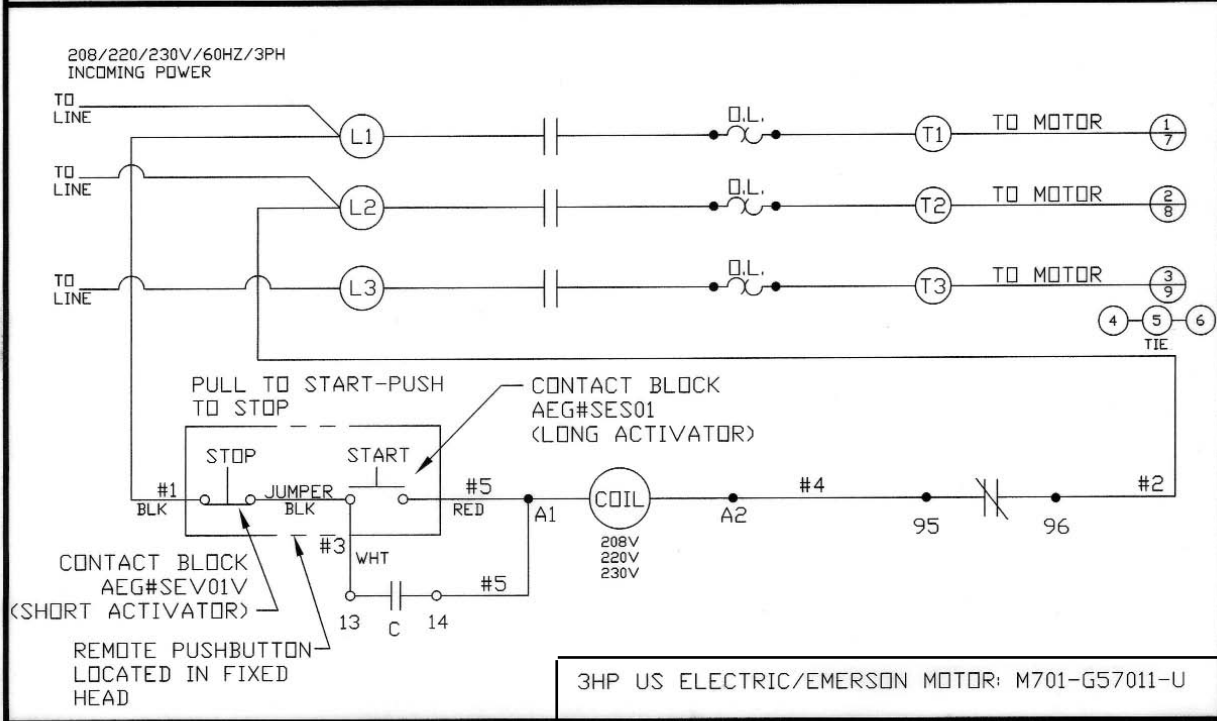 208/220/230V/60HZ/3PH
INCOMING POWER
TO
LINE
L1
O.L.
T1
TO MOTOR
1
7
TO
LINE
L2
O.L.
T2
TO MOTOR
2
8
TO
LINE
L3
O.L.
T3
TO MOTOR
3
9
4
5
6
TIE
PULL TO START-PUSH
TO STOP
CONTACT BLOCK
AEG#SES01
(LONG ACTIVATOR)
STOP
START
#1
BLK
JUMPER
BLK
#5
RED
A1
COIL
208V
220V
230V
A2
#4
95
96
#2
#3
WHT
13
C
14
#5
CONTACT BLOCK
AEG#SEV01V
(SHORT ACTIVATOR)
REMOTE PUSHBUTTON
LOCATED IN FIXED
HEAD
3HP US ELECTRIC/EMERSON MOTOR: M701-G57011-U